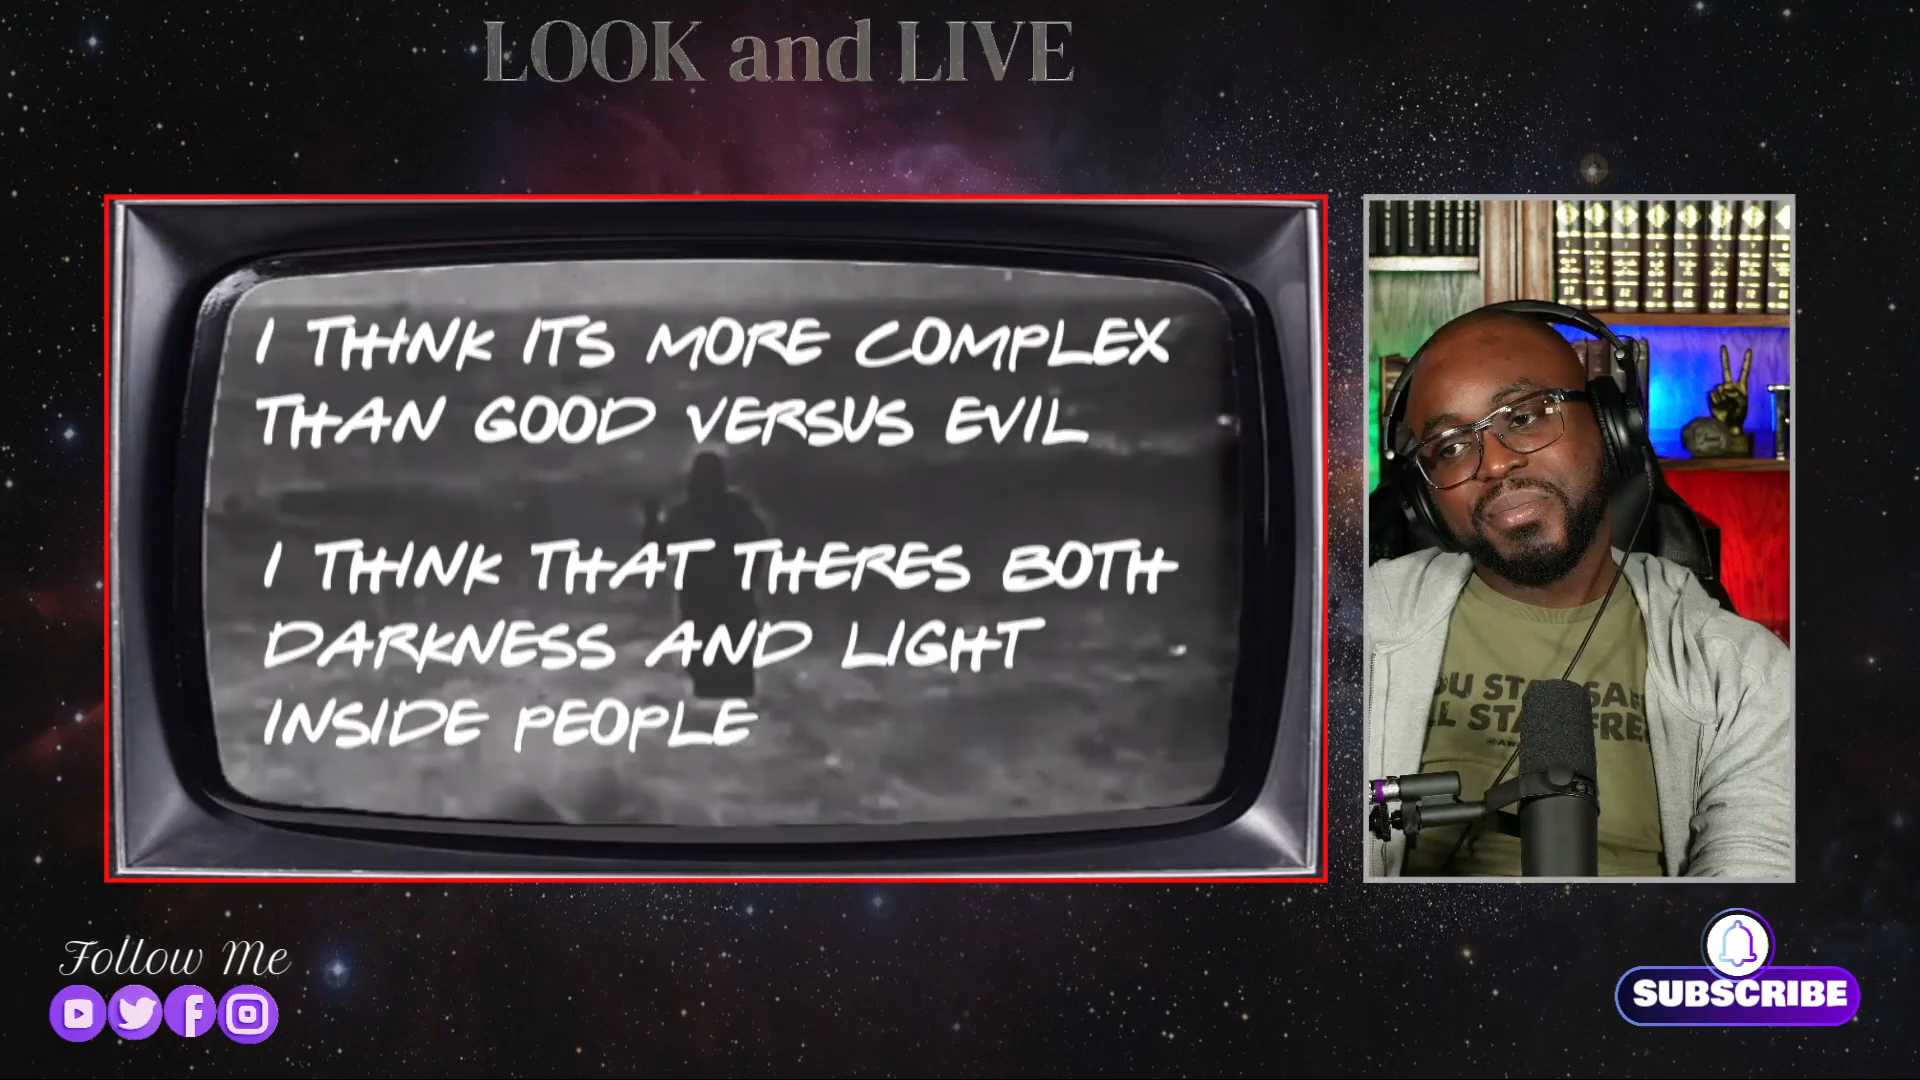 LOOK and LIVE
I THINK ITS MORE COMPLEX
THAN GOOD VERSUS EVIL
I THINK THAT THERES BOTH
DARKNESS AND LIGHT
INSIDE PEOPLE
Follow Me
SUBSCRIBE